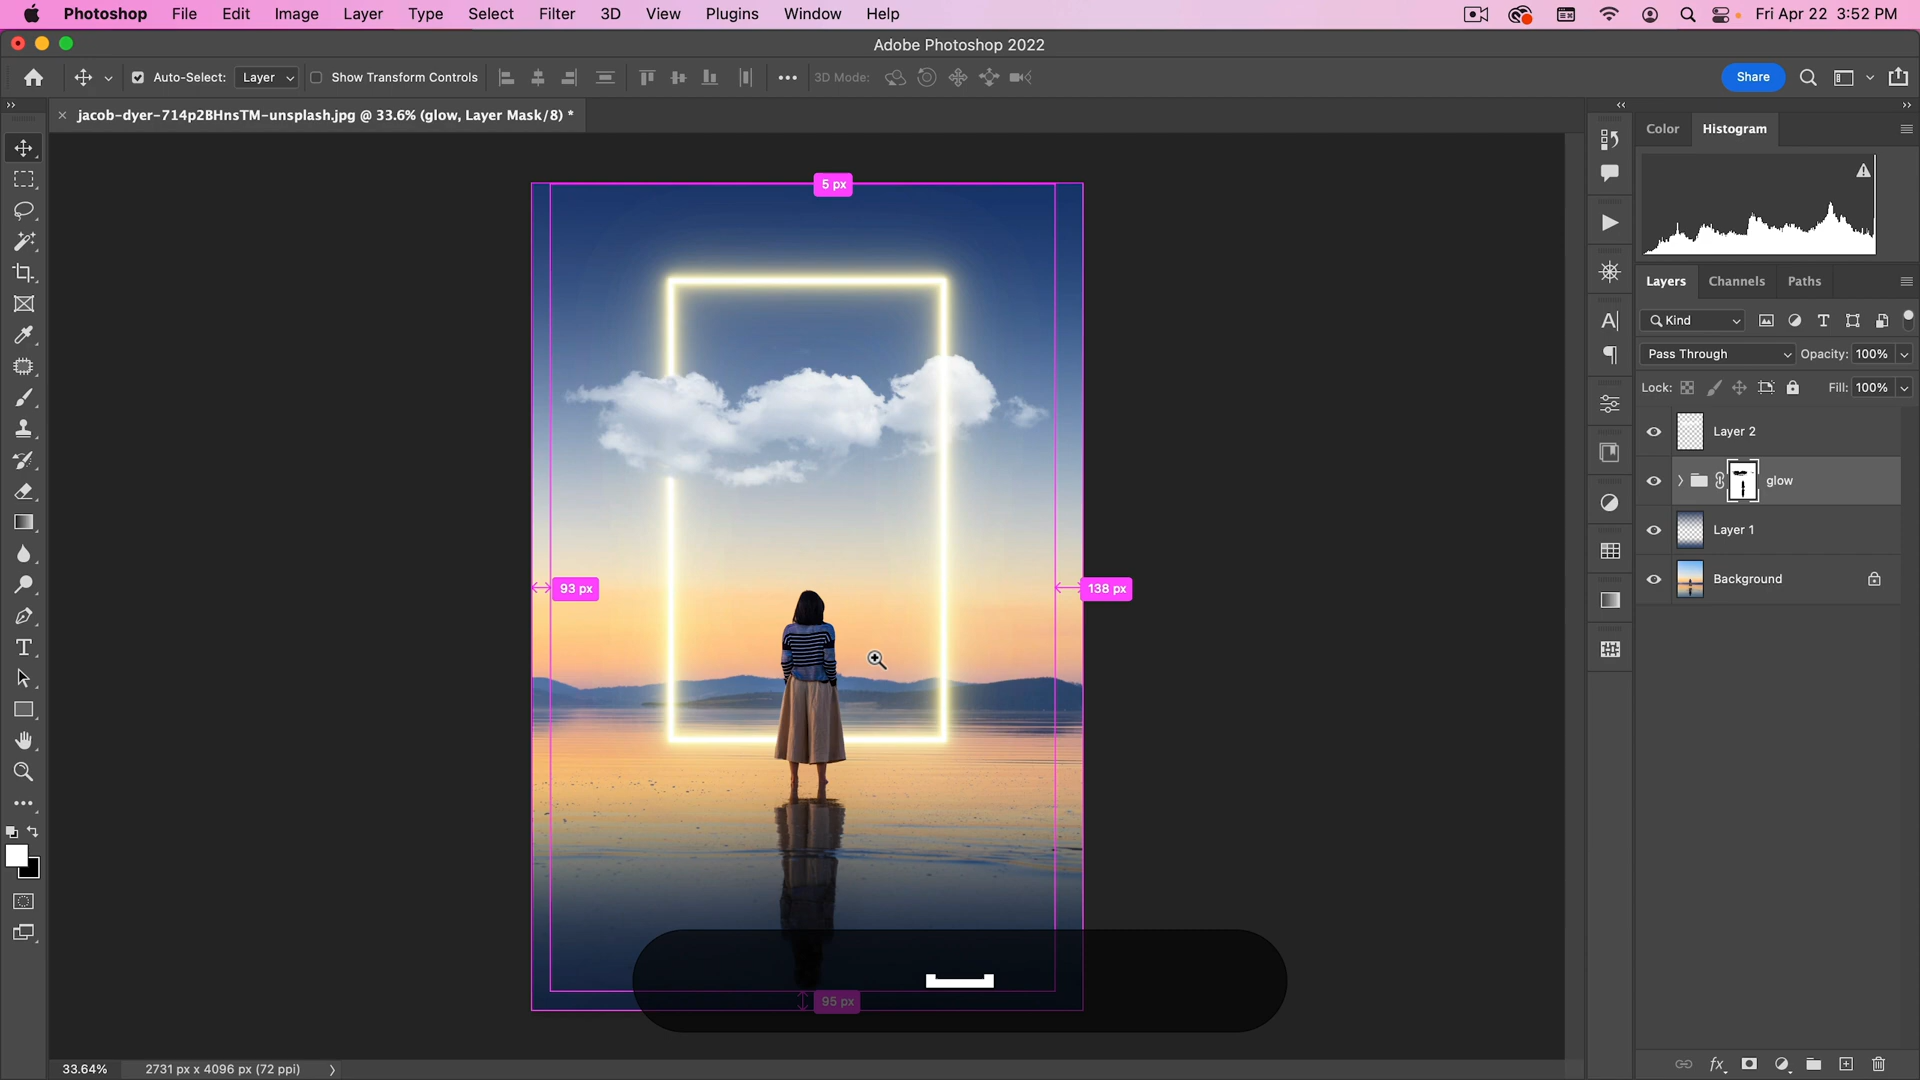 Photoshop File Edit Image Layer Type Select Filter 3D View Plugins Window Help Fri Apr 22 3:52 PM
Adobe Photoshop 2022
Auto-Select: Layer Show Transform Controls 3D Mode: Share
jacob-dyer-714p2BHnsTM-unsplash.jpg @ 33.6% (glow, Layer Mask/8) *
Color Histogram
5 px
Layers Channels Paths
Kind
Pass Through Opacity: 100%
Lock: Fill: 100%
Layer 2
glow
Layer 1
Background
93 px
138 px
95 px
33.64% 2731 px x 4096 px (72 ppi)